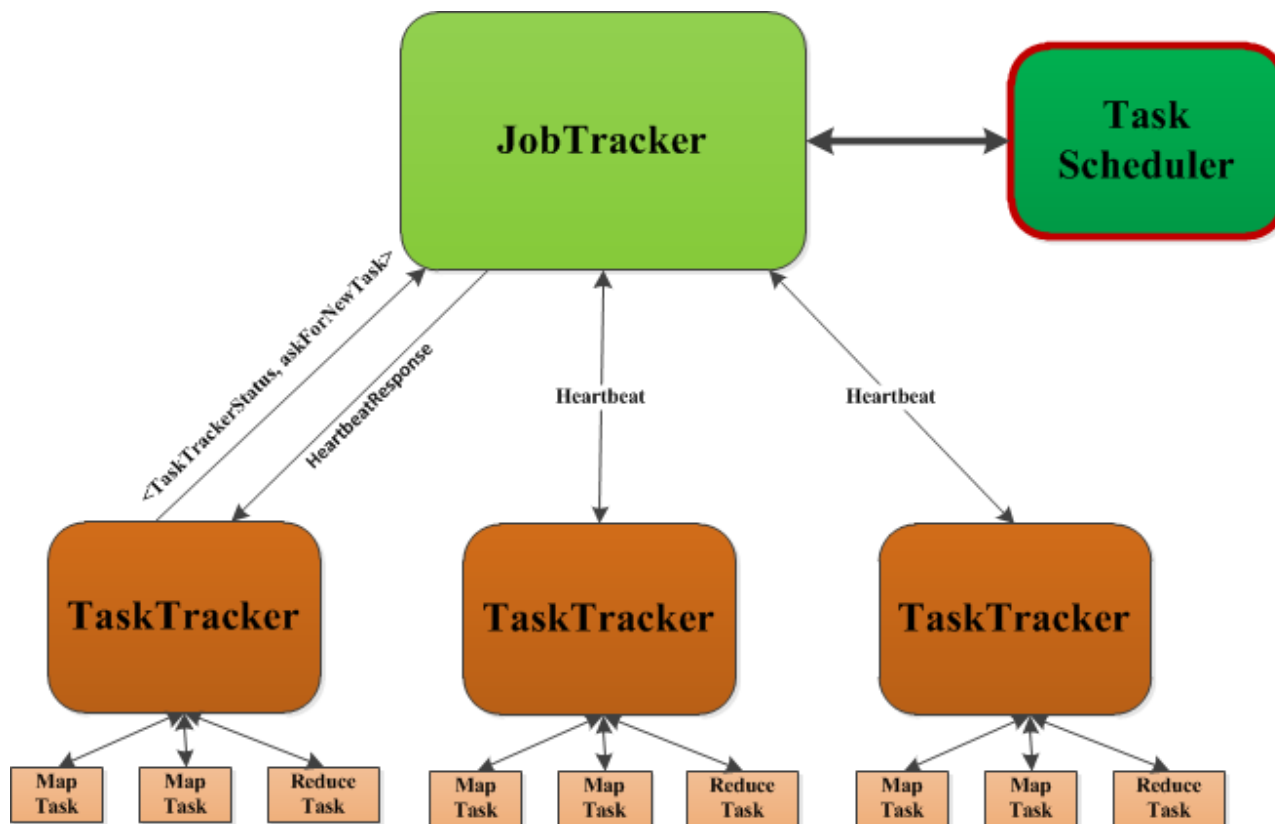 JobTracker
Task
Scheduler
<TaskTrackerStatus, askForNewTask>
HeartbeatResponse
Heartbeat
Heartbeat
TaskTracker
TaskTracker
TaskTracker
Map
Task
Map
Task
Reduce
Task
Map
Task
Map
Task
Reduce
Task
Map
Task
Map
Task
Reduce
Task